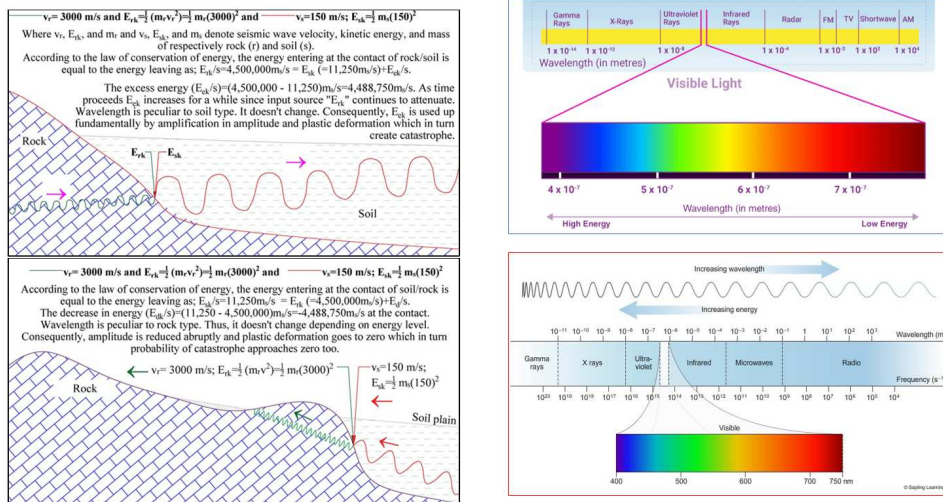 vᵣ= 3000 m/s and Eᵣₖ=½ (mᵣvᵣ²)=½ mᵣ(3000)² and vₛ=150 m/s; Eₛₖ=½ mₛ(150)²
Where vᵣ, Eᵣₖ, and mᵣ and vₛ, Eₛₖ, and mₛ denote seismic wave velocity, kinetic energy, and mass
of respectively rock (r) and soil (s).
According to the law of conservation of energy, the energy entering at the contact of rock/soil is
equal to the energy leaving as; Eᵣₖ/s=4,500,000mₛ/s = Eₛₖ (=11,250m/s)+Eₑₖ/s.
The excess energy (Eₑₖ/s)=(4,500,000 - 11,250)mₛ/s=4,488,750mₛ/s. As time
proceeds Eₑₖ increases for a while since input source "Eᵣₖ" continues to attenuate.
Wavelength is peculiar to soil type. It doesn't change. Consequently, Eₑₖ is used up
fundamentally by amplification in amplitude and plastic deformation which in turn
create catastrophe.
Rock
Eᵣₖ Eₛₖ
Soil
vᵣ= 3000 m/s and Eᵣₖ=½ (mᵣvᵣ²)=½ mᵣ(3000)² and vₛ=150 m/s; Eₛₖ=½ mₛ(150)²
According to the law of conservation of energy, the energy entering at the contact of soil/rock is
equal to the energy leaving as; Eₛₖ/s=11,250mₛ/s = Eᵣₖ (=4,500,000mₛ/s)+E_d/s.
The decrease in energy (E_dk/s)=(11,250 - 4,500,000)mₛ/s=-4,488,750mₛ/s at the contact.
Wavelength is peculiar to rock type. Thus, it doesn't change depending on energy level.
Consequently, amplitude is reduced abruptly and plastic deformation goes to zero which in turn
probability of catastrophe approaches zero too.
vᵣ= 3000 m/s; Eᵣₖ=½ (mᵣv²)=½ mᵣ(3000)²
vₛ=150 m/s;
Eₛₖ=½ mₛ(150)²
Rock
Soil plain
Gamma Rays X-Rays Ultraviolet Rays Infrared Rays Radar FM TV Shortwave AM
1 x 10⁻¹⁴ 1 x 10⁻¹³ 1 x 10⁻⁸ 1 x 10⁻⁴ 1 x 10⁻² 1 x 10² 1 x 10⁴
Wavelength (in metres)
Visible Light
4 x 10⁻⁷ 5 x 10⁻⁷ 6 x 10⁻⁷ 7 x 10⁻⁷
Wavelength (in metres)
High Energy Low Energy
Increasing wavelength
Increasing energy
10⁻¹¹ 10⁻¹⁰ 10⁻⁹ 10⁻⁸ 10⁻⁷ 10⁻⁶ 10⁻⁵ 10⁻⁴ 10⁻³ 10⁻² 10⁻¹ 1 10¹ 10² 10³ Wavelength (m
Gamma rays X rays Ultra-violet Infrared Microwaves Radio
Frequency (s⁻¹
10²⁰ 10¹⁹ 10¹⁸ 10¹⁷ 10¹⁶ 10¹⁵ 10¹⁴ 10¹³ 10¹² 10¹¹ 10¹⁰ 10⁹ 10⁸ 10⁷ 10⁶ 10⁵ 10⁴
Visible
400 500 600 700 750 nm
© Sapling Learning